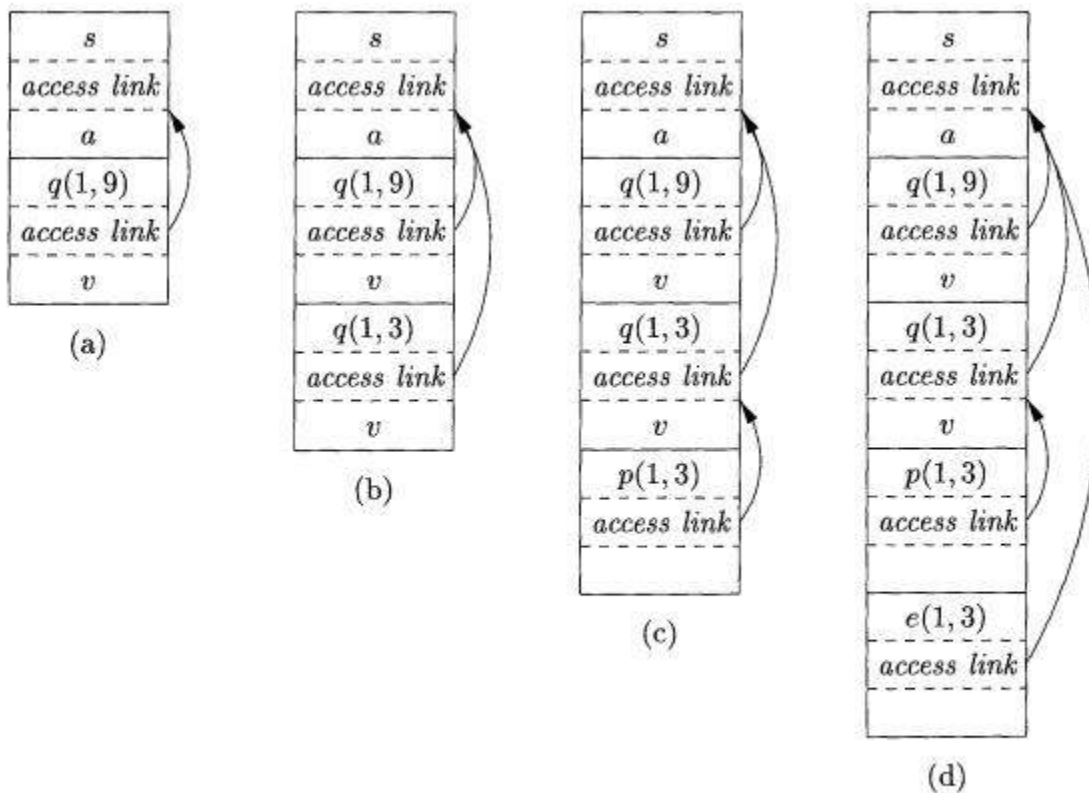 s
access link
a
q(1, 9)
access link
v
(a)
s
access link
a
q(1, 9)
access link
v
q(1, 3)
access link
v
(b)
s
access link
a
q(1, 9)
access link
v
q(1, 3)
access link
v
p(1, 3)
access link
(c)
s
access link
a
q(1, 9)
access link
v
q(1, 3)
access link
v
p(1, 3)
access link
e(1, 3)
access link
(d)